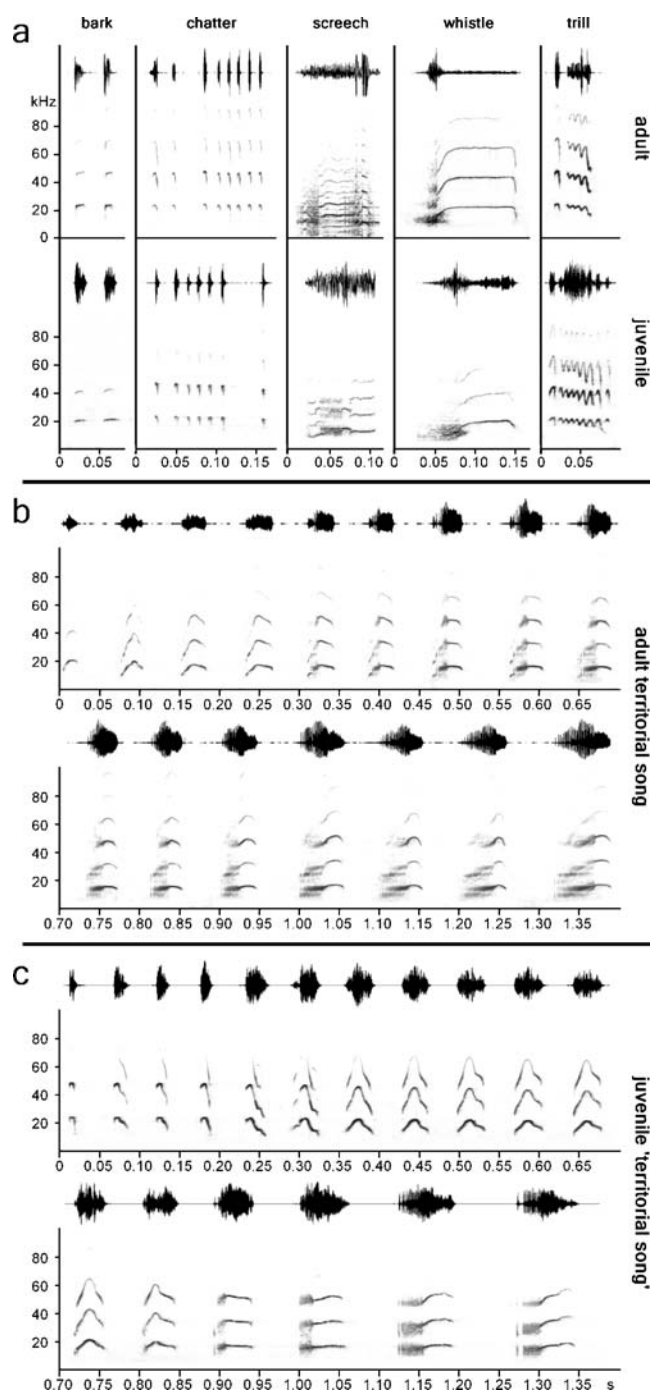 bark chatter screech whistle trill
a
kHz
80
60
40
20
0
adult
80
60
40
20
juvenile
0 0.05 0 0.05 0.10 0.15 0 0.05 0.10 0 0.05 0.10 0.15 0 0.05
b
80
60
40
20
0 0.05 0.10 0.15 0.20 0.25 0.30 0.35 0.40 0.45 0.50 0.55 0.60 0.65
adult territorial song
80
60
40
20
0.70 0.75 0.80 0.85 0.90 0.95 1.00 1.05 1.10 1.15 1.20 1.25 1.30 1.35
c
80
60
40
20
0 0.05 0.10 0.15 0.20 0.25 0.30 0.35 0.40 0.45 0.50 0.55 0.60 0.65
juvenile 'territorial song'
80
60
40
20
0.70 0.75 0.80 0.85 0.90 0.95 1.00 1.05 1.10 1.15 1.20 1.25 1.30 1.35 s